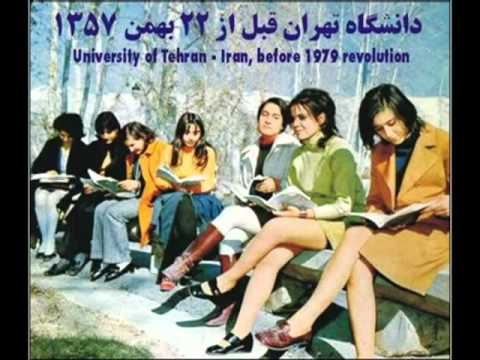 دانشگاه تهران قبل از ۲۲ بهمن ۱۳۵۷
University of Tehran - Iran, before 1979 revolution